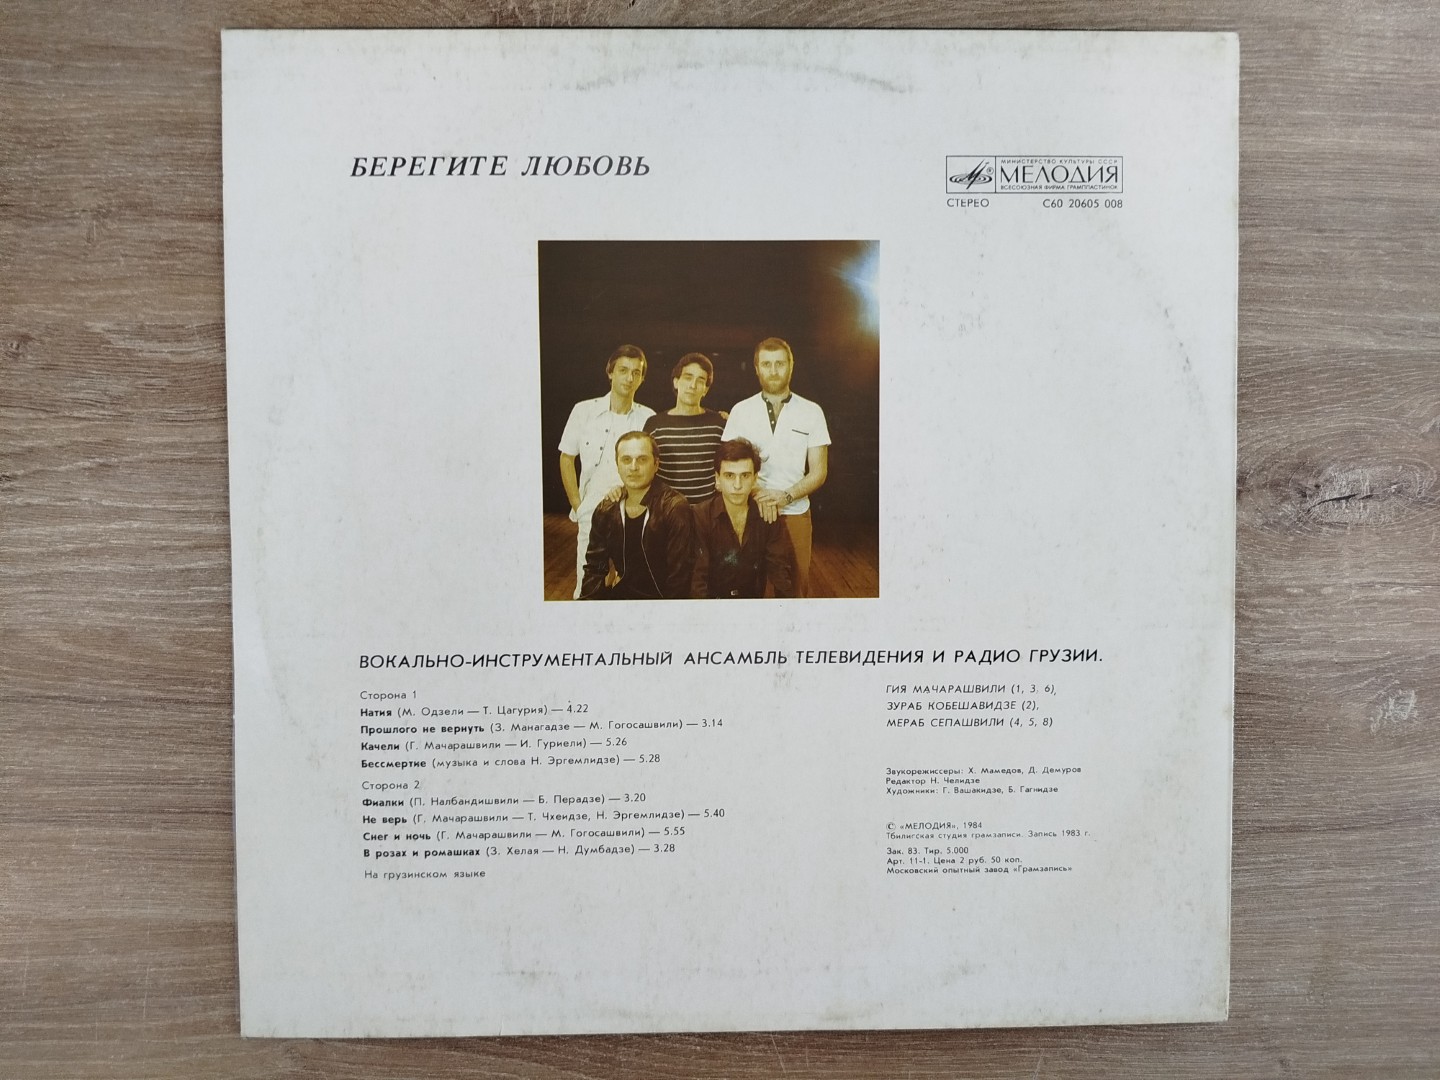 БЕРЕГИТЕ ЛЮБОВЬ
МИНИСТЕРСТВО КУЛЬТУРЫ СССР
МЕЛОДИЯ
ВСЕСОЮЗНАЯ ФИРМА ГРАМПЛАСТИНОК
СТЕРЕО С60 20605 008
ВОКАЛЬНО-ИНСТРУМЕНТАЛЬНЫЙ АНСАМБЛЬ ТЕЛЕВИДЕНИЯ И РАДИО ГРУЗИИ.
Сторона 1
Натия (М. Одзели — Т. Цагурия) — 4.22
Прошлого не вернуть (З. Манагадзе — М. Гогосашвили) — 3.14
Качели (Г. Мачарашвили — И. Гуриели) — 5.26
Бессмертие (музыка и слова Н. Эргемлидзе) — 5.28
Сторона 2
Фиалки (П. Налбандишвили — Б. Перадзе) — 3.20
Не верь (Г. Мачарашвили — Т. Чхеидзе, Н. Эргемлидзе) — 5.40
Снег и ночь (Г. Мачарашвили — М. Гогосашвили) — 5.55
В розах и ромашках (З. Хелая — Н. Думбадзе) — 3.28
На грузинском языке
ГИЯ МАЧАРАШВИЛИ (1, 3. 6),
ЗУРАБ КОБЕШАВИДЗЕ (2),
МЕРАБ СЕПАШВИЛИ (4, 5, 8)
Звукорежиссеры: Х. Мамедов, Д. Демуров
Редактор Н. Челидзе
Художники: Г. Вашакидзе, Б. Гагнидзе
© «МЕЛОДИЯ», 1984
Тбилисская студия грамзаписи. Запись 1983 г.
Зак. 83. Тир. 5.000
Арт. 11-1. Цена 2 руб. 50 коп.
Московский опытный завод «Грамзапись»